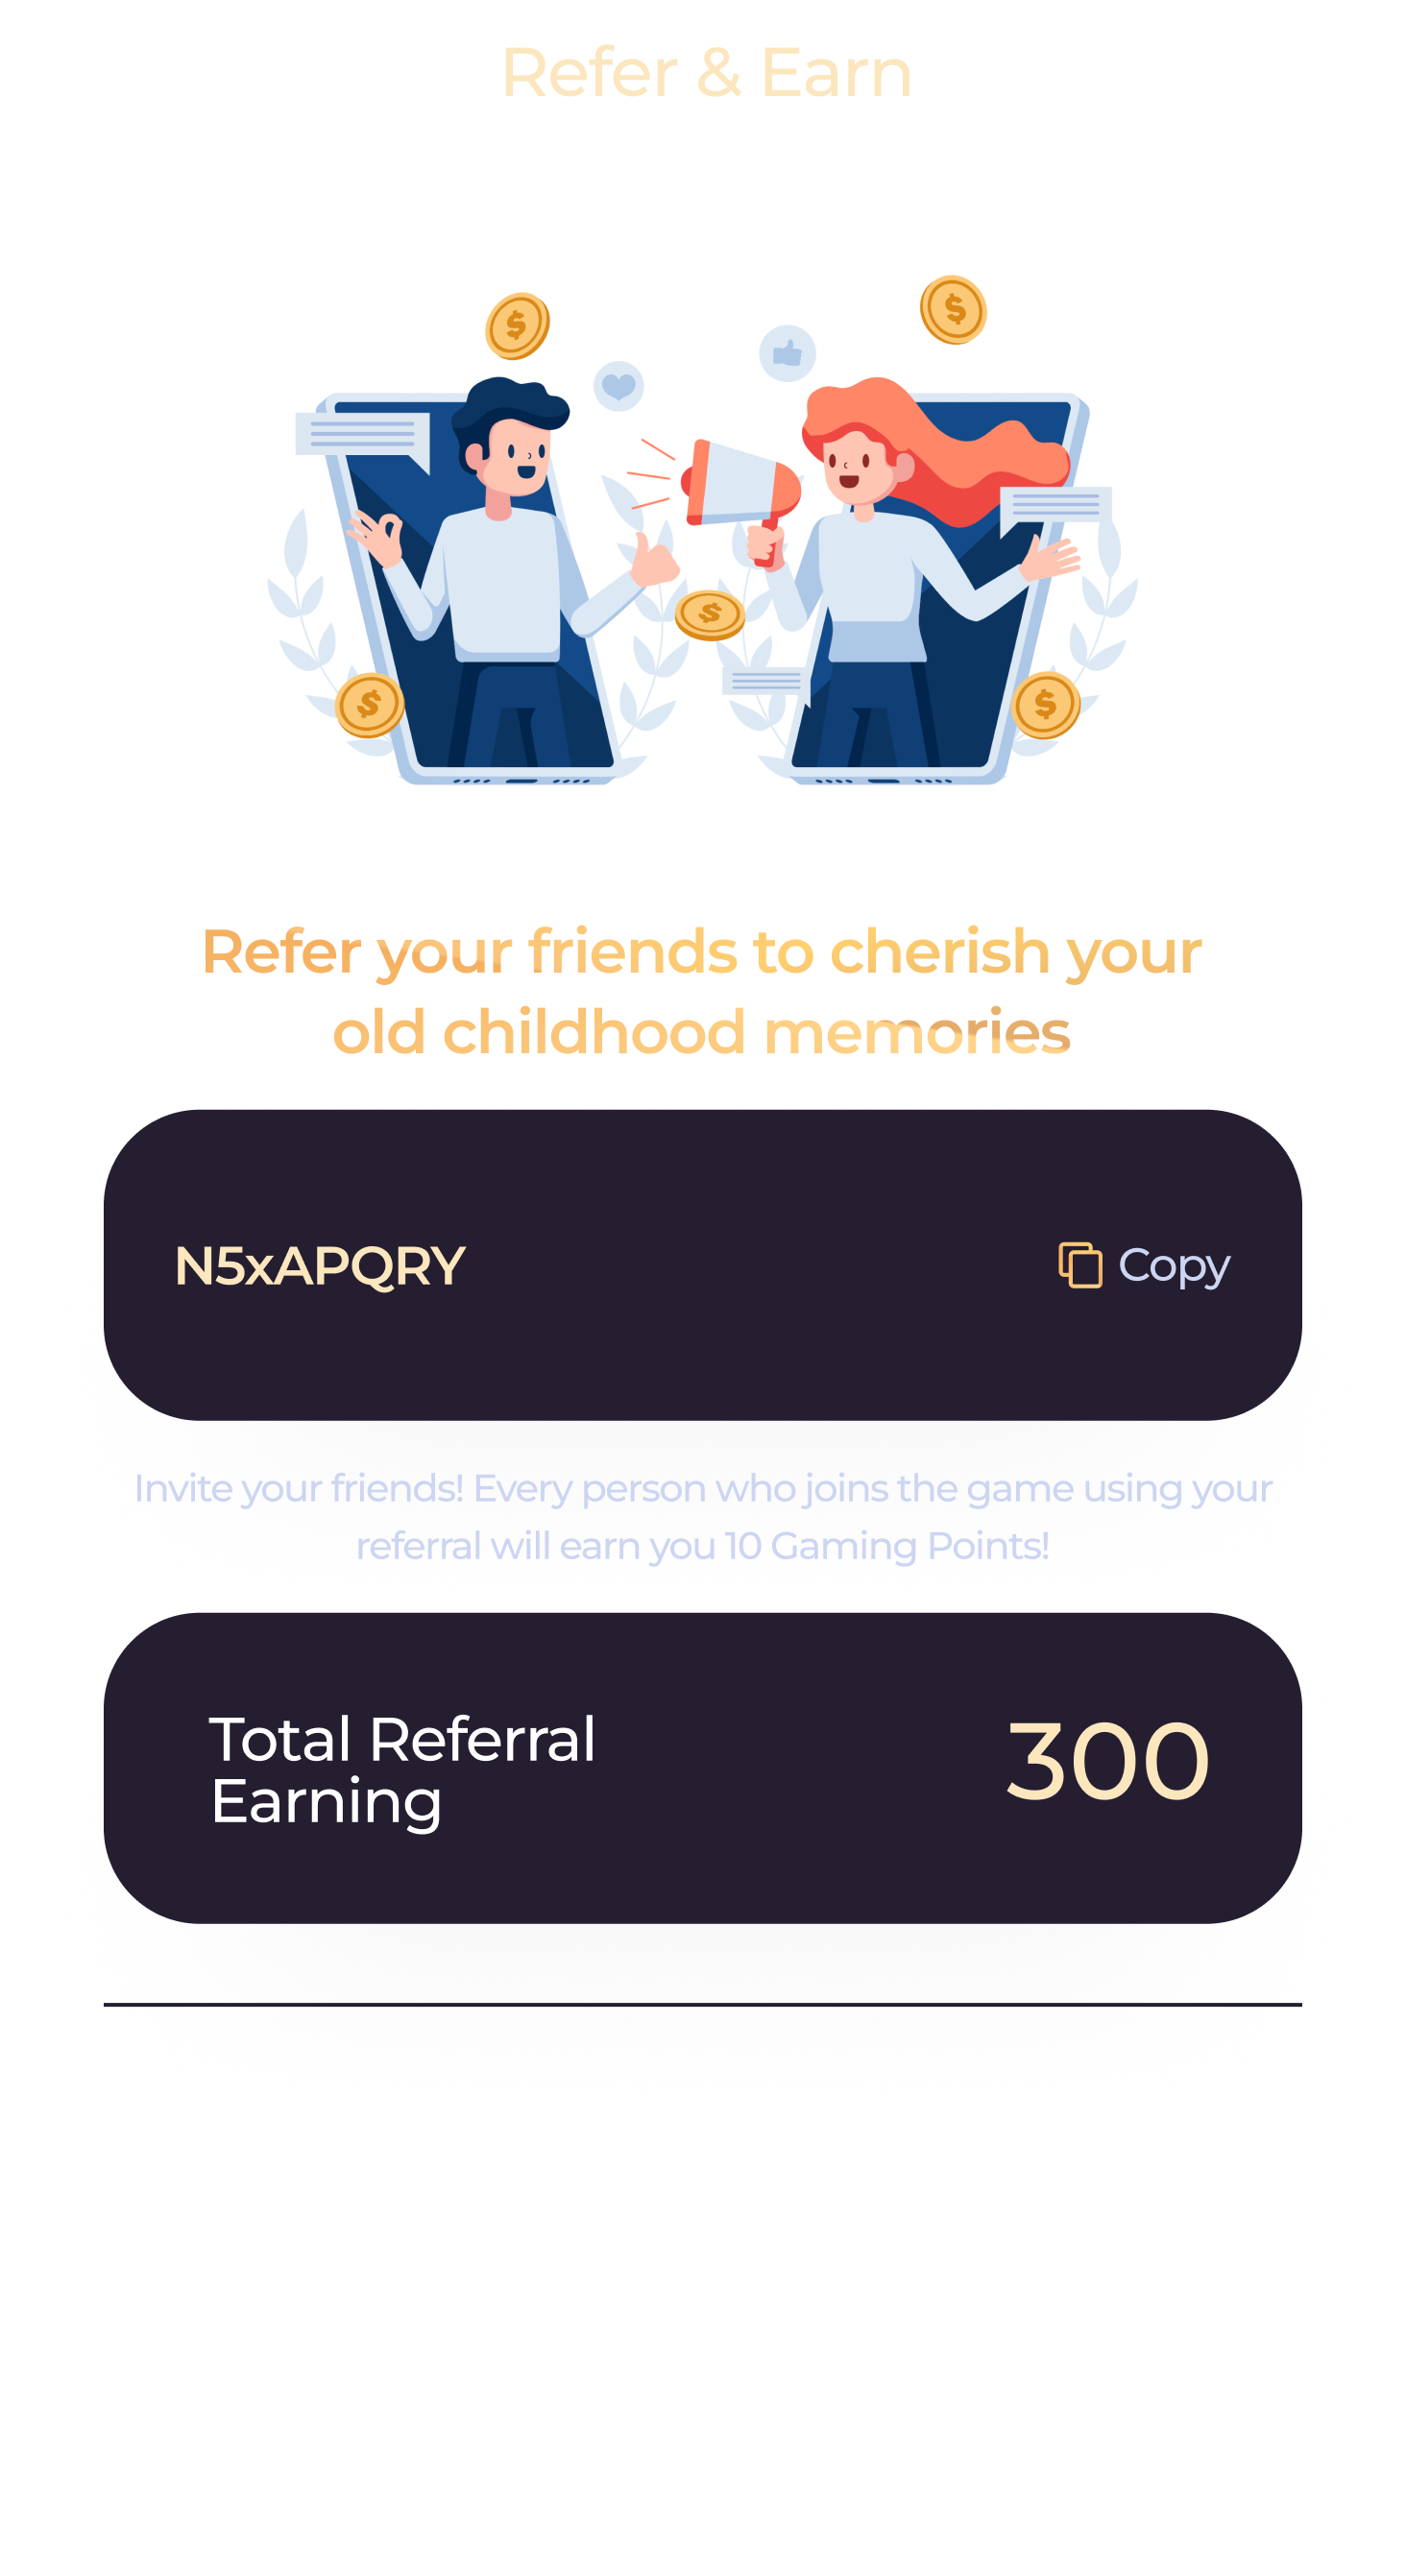 Refer & Earn
Refer your friends to cherish your
old childhood memories
N5xAPQRY
Copy
Invite your friends! Every person who joins the game using your
referral will earn you 10 Gaming Points!
Total Referral
Earning
300